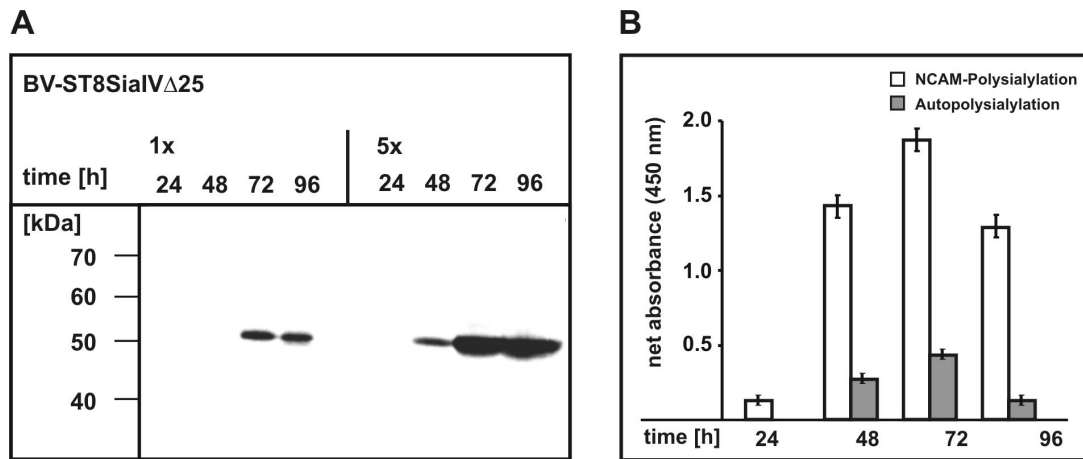 A
BV-ST8SiaIVΔ25
1x 5x
time [h] 24 48 72 96 24 48 72 96
[kDa]
70
60
50
40
B
NCAM-Polysialylation
Autopolysialylation
net absorbance (450 nm)
2.0
1.5
1.0
0.5
time [h] 24 48 72 96